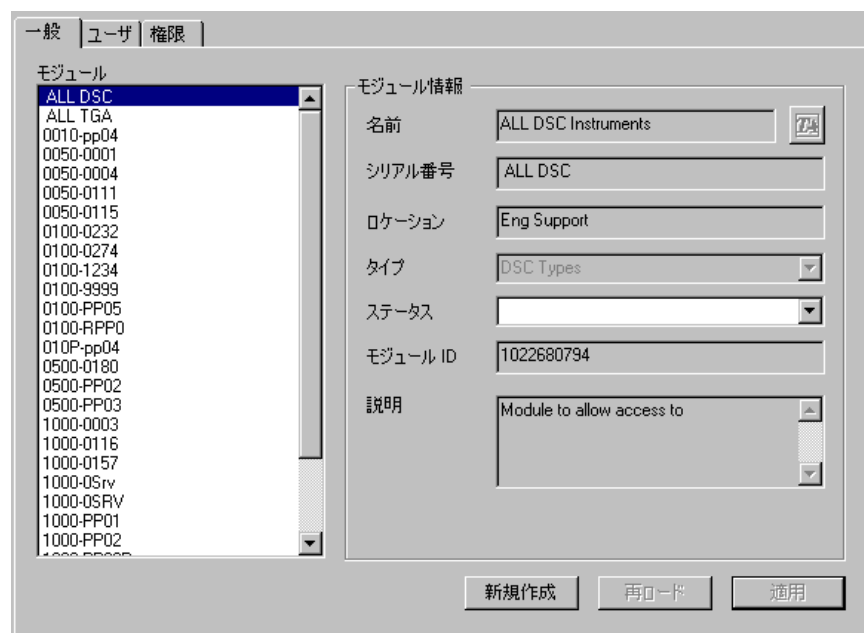 一般 ユーザ 権限
モジュール
ALL DSC
ALL TGA
0010-pp04
0050-0001
0050-0004
0050-0111
0050-0115
0100-0232
0100-0274
0100-1234
0100-9999
0100-PP05
0100-RPP0
010P-pp04
0500-0180
0500-PP02
0500-PP03
1000-0003
1000-0116
1000-0157
1000-0Srv
1000-0SRV
1000-PP01
1000-PP02
モジュール情報
名前 ALL DSC Instruments
シリアル番号 ALL DSC
ロケーション Eng Support
タイプ DSC Types
ステータス
モジュール ID 1022680794
説明 Module to allow access to
新規作成 再ロード 適用